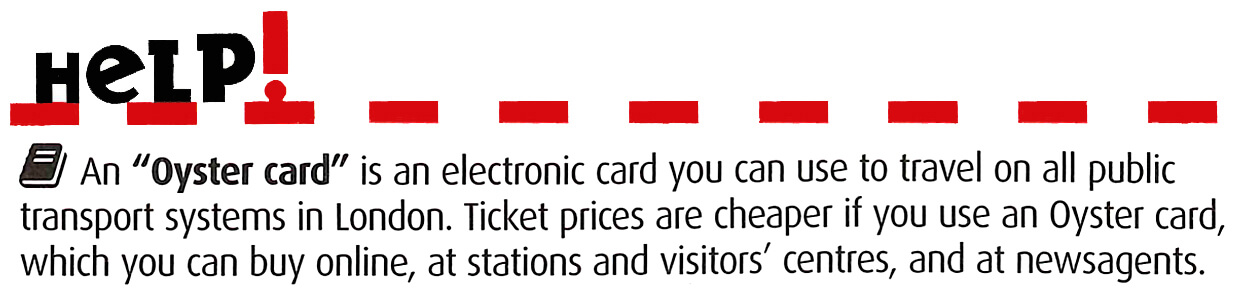 HeLP!
An “Oyster card” is an electronic card you can use to travel on all public
transport systems in London. Ticket prices are cheaper if you use an Oyster card,
which you can buy online, at stations and visitors’ centres, and at newsagents.